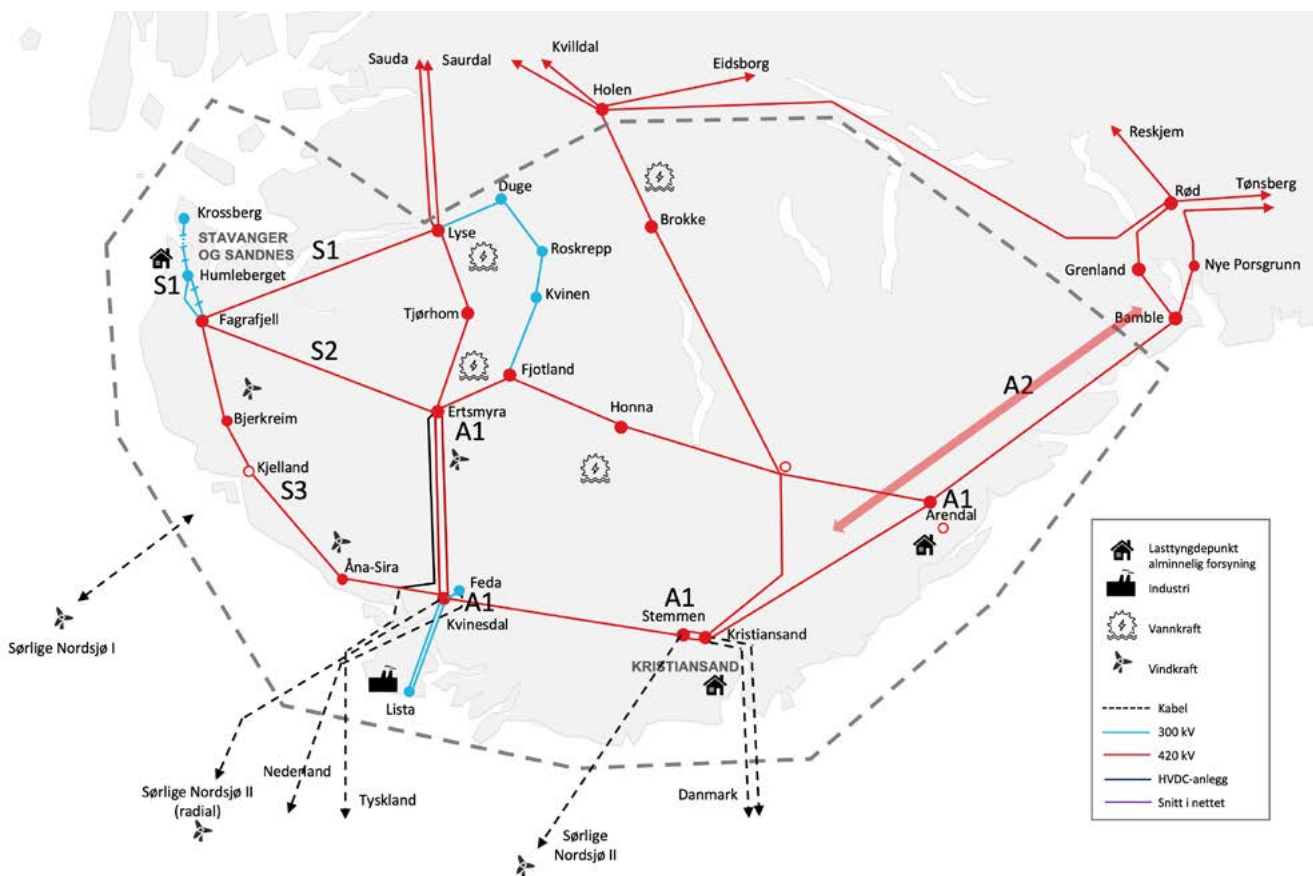 Sauda
Saurdal
Kvilldal
Eidsborg
Holen
Reskjem
Rød
Tønsberg
Duge
Krossberg
Brokke
STAVANGER
OG SANDNES
S1
Lyse
Roskrepp
Grenland
Nye Porsgrunn
S1
Humleberget
Kvinen
Tjørhom
Fagrafjell
Bamble
S2
Fjotland
A2
Honna
Bjerkreim
Ertsmyra
A1
Kjelland
S3
A1
Arendal
Åna-Sira
Feda
A1
Kvinesdal
A1
Stemmen
Kristiansand
KRISTIANSAND
Sørlige Nordsjø I
Lista
Nederland
Tyskland
Danmark
Sørlige Nordsjø II
(radial)
Sørlige
Nordsjø II
Lasttyngdepunkt
alminnelig forsyning
Industri
Vannkraft
Vindkraft
Kabel
300 kV
420 kV
HVDC-anlegg
Snitt i nettet